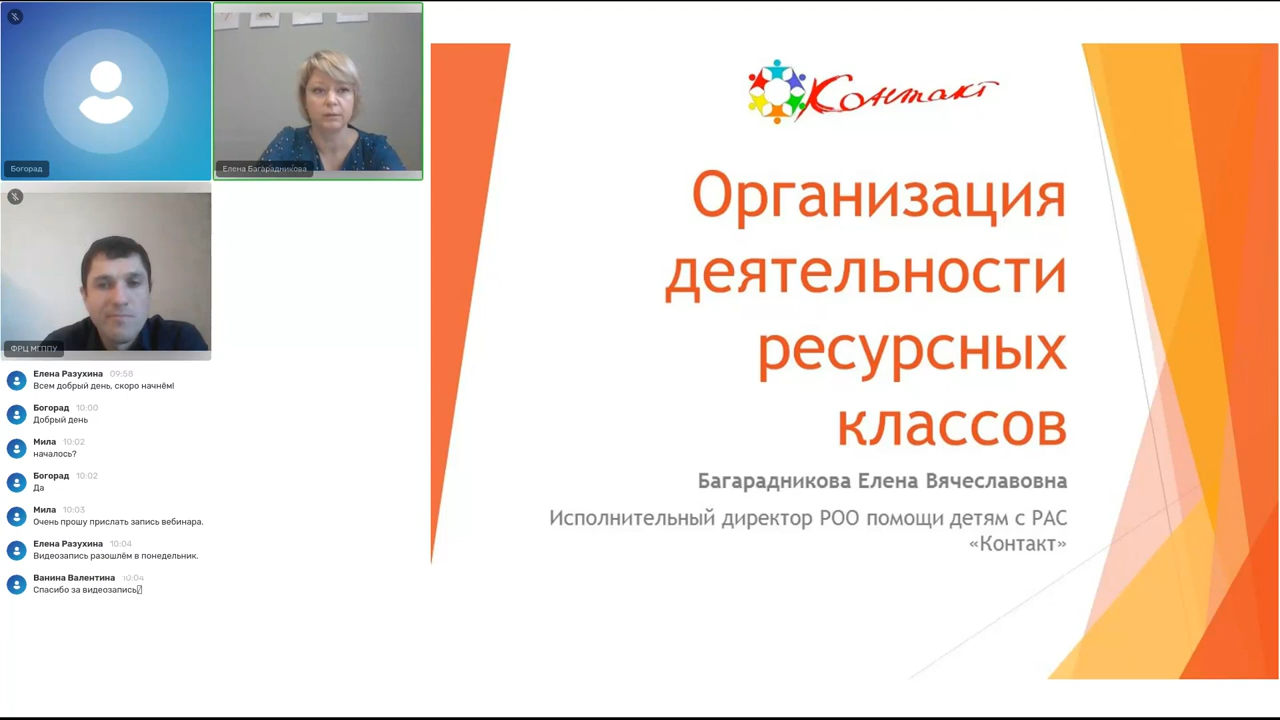 Богорад
Елена Багарадникова
ФРЦ МГППУ
Елена Разухина 09:58
Всем добрый день, скоро начнём!
Богорад 10:00
Добрый день
Мила 10:02
началось?
Богорад 10:02
Да
Мила 10:03
Очень прошу прислать запись вебинара.
Елена Разухина 10:04
Видеозапись разошлём в понедельник.
Ванина Валентина 10:04
Спасибо за видеозапись
Контакт
Организация
деятельности
ресурсных
классов
Багарадникова Елена Вячеславовна
Исполнительный директор РОО помощи детям с РАС
«Контакт»